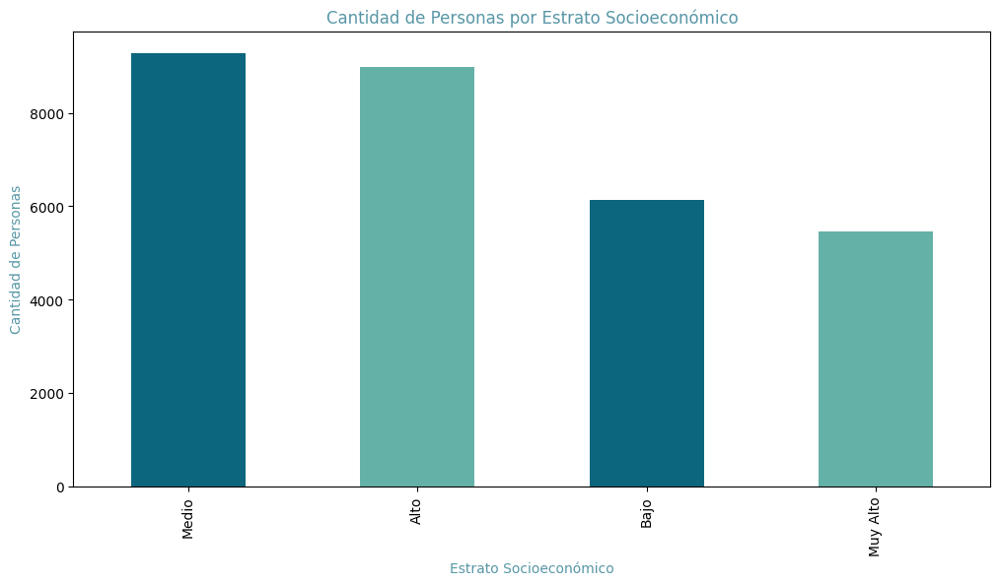 Cantidad de Personas por Estrato Socioeconómico
Cantidad de Personas
8000
6000
4000
2000
0
Medio
Alto
Bajo
Muy Alto
Estrato Socioeconómico